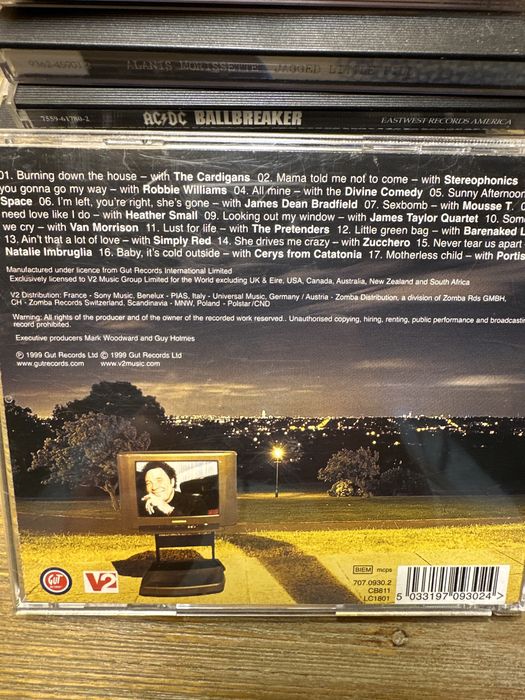 9362-45901-2 ALANIS MORISSETTE JAGGED LITTLE PILL
7559-61780-2 AC/DC BALLBREAKER EASTWEST RECORDS AMERICA
01. Burning down the house – with The Cardigans 02. Mama told me not to come – with Stereophonics
you gonna go my way – with Robbie Williams 04. All mine – with the Divine Comedy 05. Sunny Afternoon
Space 06. I'm left, you're right, she's gone – with James Dean Bradfield 07. Sexbomb – with Mousse T.
need love like I do – with Heather Small 09. Looking out my window – with James Taylor Quartet 10. Som
we cry – with Van Morrison 11. Lust for life – with The Pretenders 12. Little green bag – with Barenaked L
13. Ain't that a lot of love – with Simply Red 14. She drives me crazy – with Zucchero 15. Never tear us apart
Natalie Imbruglia 16. Baby, it's cold outside – with Cerys from Catatonia 17. Motherless child – with Portis
Manufactured under licence from Gut Records International Limited
Exclusively licensed to V2 Music Group Limited for the World excluding UK & Eire, USA, Canada, Australia, New Zealand and South Africa
V2 Distribution: France - Sony Music, Benelux - PIAS, Italy - Universal Music, Germany / Austria - Zomba Distribution, a division of Zomba Rds GMBH,
CH - Zomba Records Switzerland, Scandinavia - MNW, Poland - Polstar/CND
Warning: All rights of the producer and of the owner of the recorded work reserved.. Unauthorised copying, hiring, renting, public performance and broadcastin
record prohibited.
Executive producers Mark Woodward and Guy Holmes
℗ 1999 Gut Records Ltd © 1999 Gut Records Ltd
www.gutrecords.com www.v2music.com
GUT V2
BIEM mcps
707.0930.2
CB811
LC1801
5 033197 093024 >